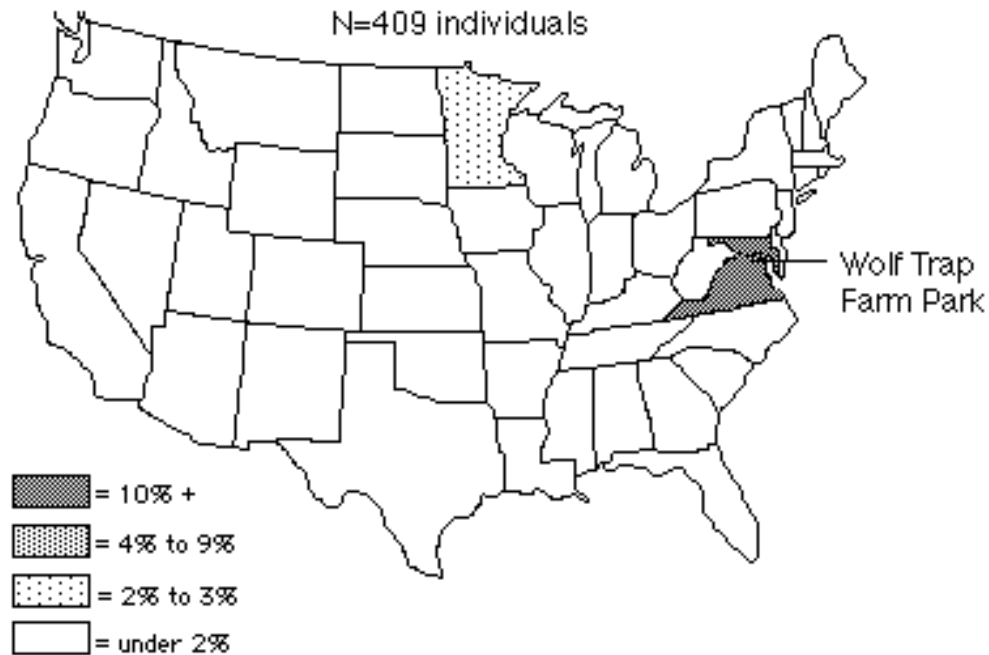 N=409 individuals
Wolf Trap
Farm Park
= 10% +
= 4% to 9%
= 2% to 3%
= under 2%